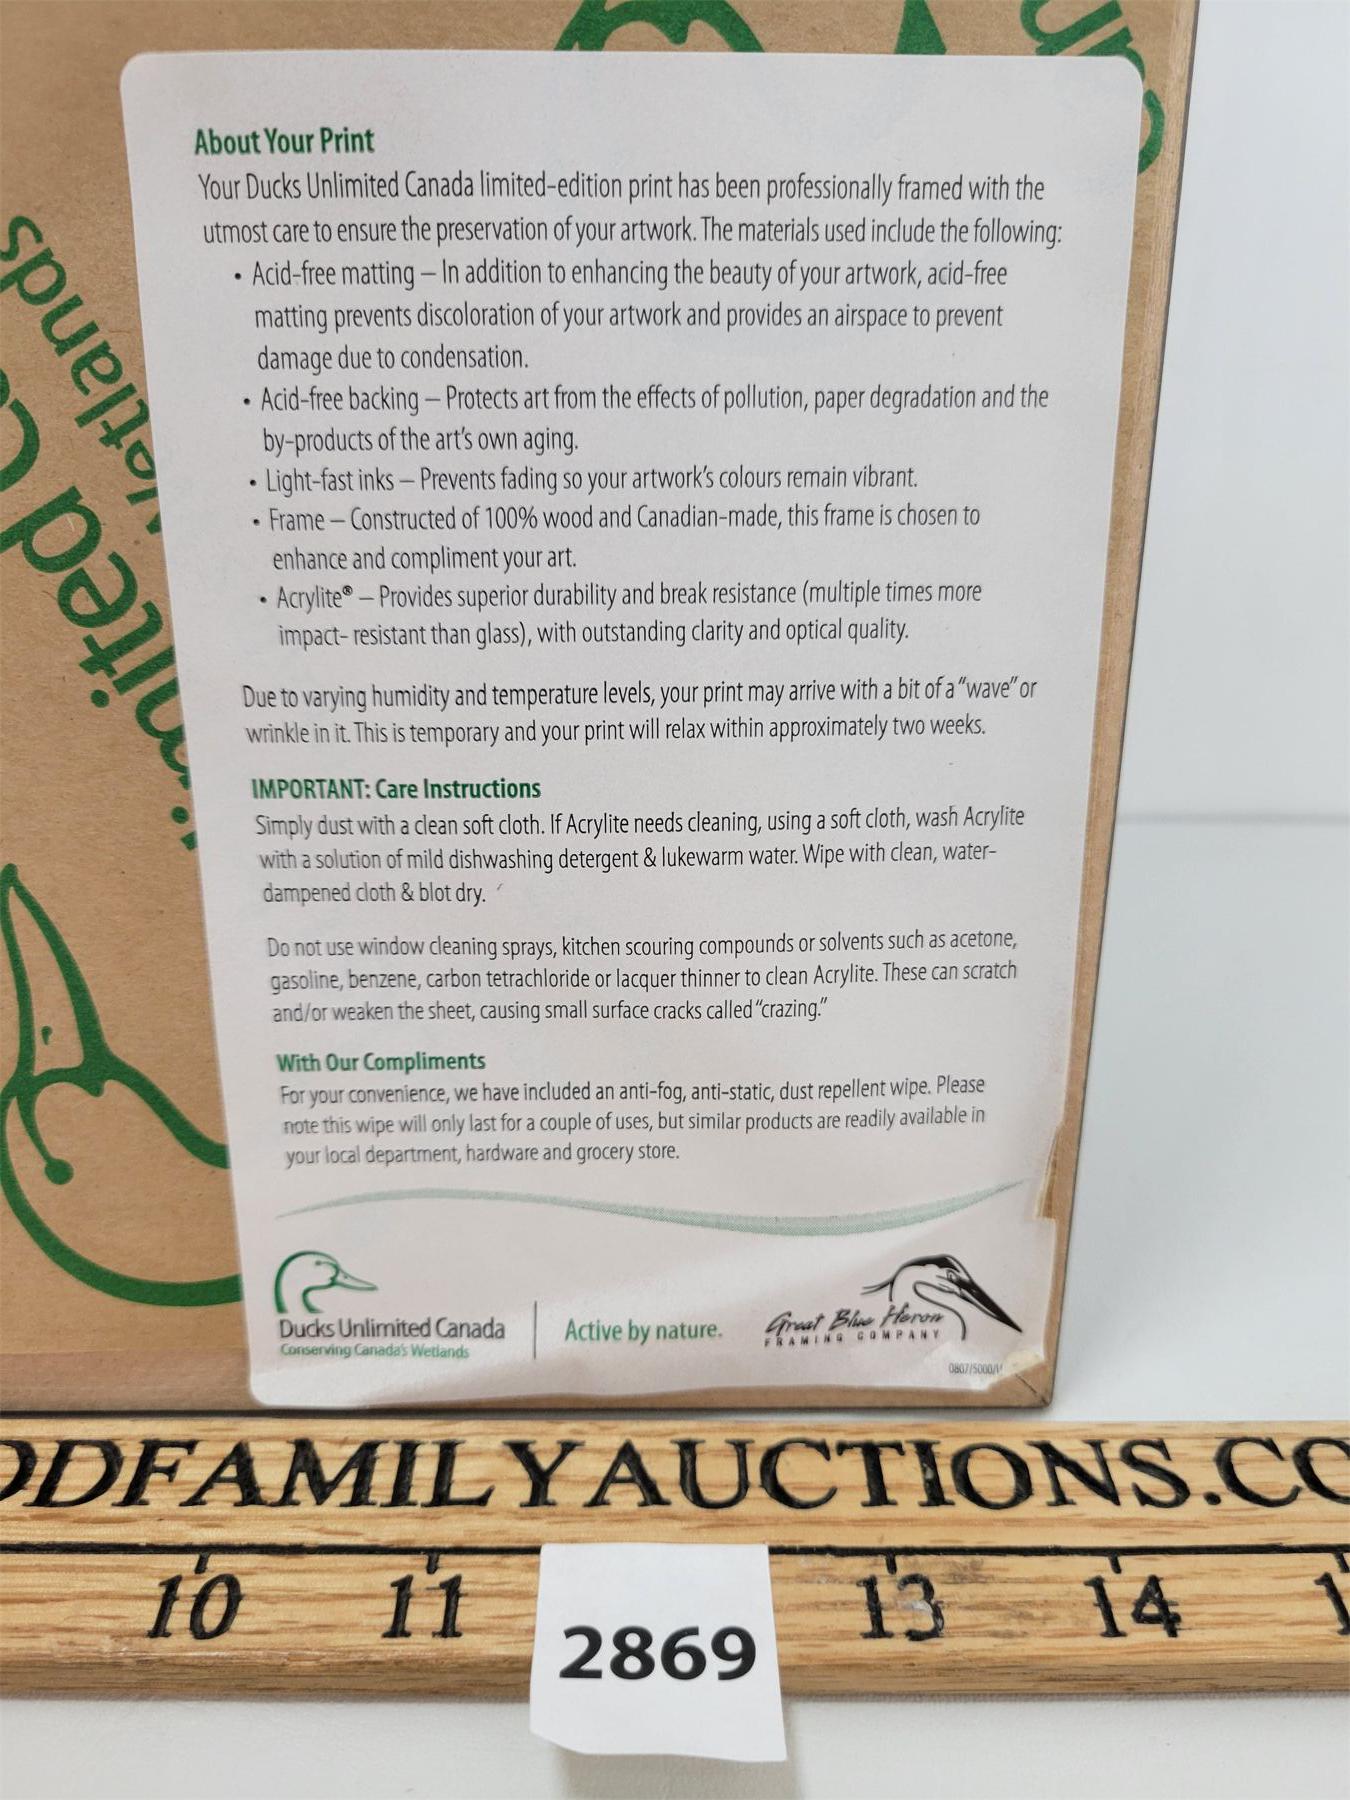 About Your Print
Your Ducks Unlimited Canada limited-edition print has been professionally framed with the
utmost care to ensure the preservation of your artwork. The materials used include the following:
• Acid-free matting – In addition to enhancing the beauty of your artwork, acid-free
matting prevents discoloration of your artwork and provides an airspace to prevent
damage due to condensation.
• Acid-free backing – Protects art from the effects of pollution, paper degradation and the
by-products of the art's own aging.
• Light-fast inks – Prevents fading so your artwork's colours remain vibrant.
• Frame – Constructed of 100% wood and Canadian-made, this frame is chosen to
enhance and compliment your art.
• Acrylite® – Provides superior durability and break resistance (multiple times more
impact- resistant than glass), with outstanding clarity and optical quality.
Due to varying humidity and temperature levels, your print may arrive with a bit of a "wave" or
wrinkle in it. This is temporary and your print will relax within approximately two weeks.
IMPORTANT: Care Instructions
Simply dust with a clean soft cloth. If Acrylite needs cleaning, using a soft cloth, wash Acrylite
with a solution of mild dishwashing detergent & lukewarm water. Wipe with clean, water-
dampened cloth & blot dry.
Do not use window cleaning sprays, kitchen scouring compounds or solvents such as acetone,
gasoline, benzene, carbon tetrachloride or lacquer thinner to clean Acrylite. These can scratch
and/or weaken the sheet, causing small surface cracks called "crazing."
With Our Compliments
For your convenience, we have included an anti-fog, anti-static, dust repellent wipe. Please
note this wipe will only last for a couple of uses, but similar products are readily available in
your local department, hardware and grocery store.
Ducks Unlimited Canada
Conserving Canada's Wetlands
Active by nature.
Great Blue Heron
FRAMING COMPANY
0807/5000/
ODFAMILYAUCTIONS.CO
10 11 13 14
2869